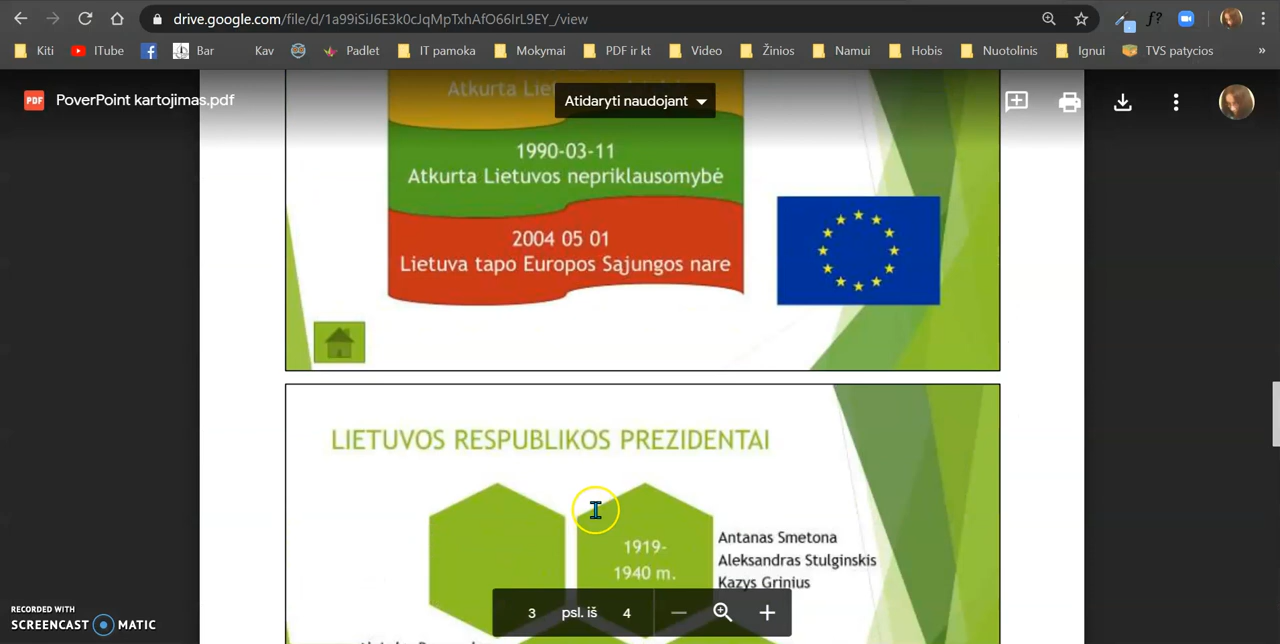 drive.google.com/file/d/1a99iSiJ6E3k0cJqMpTxhAfO66IrL9EY_/view
f?
Kiti
ITube
Bar
Kav
Padlet
IT pamoka
Mokymai
PDF ir kt
Video
Žinios
Namui
Hobis
Nuotolinis
Ignui
TVS patycios
»
PDF
PoverPoint kartojimas.pdf
Atidaryti naudojant
Atkurta
1990-03-11
Atkurta Lietuvos nepriklausomybė
2004 05 01
Lietuva tapo Europos Sąjungos nare
LIETUVOS RESPUBLIKOS PREZIDENTAI
1919-
1940 m.
Antanas Smetona
Aleksandras Stulginskis
Kazys Grinius
3 psl. iš 4
RECORDED WITH
SCREENCAST MATIC